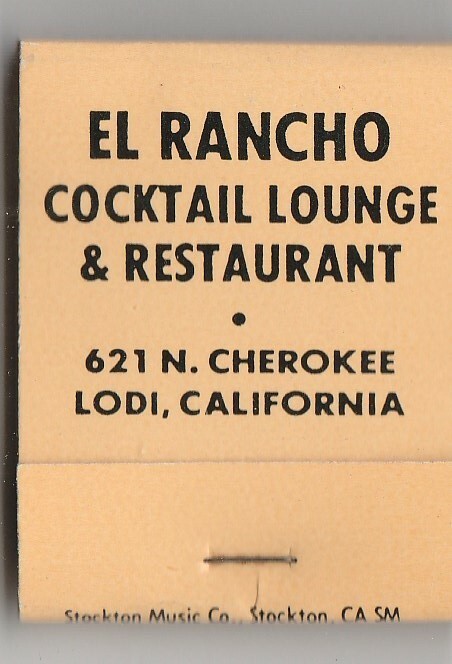 EL RANCHO
COCKTAIL LOUNGE
& RESTAURANT
•
621 N. CHEROKEE
LODI, CALIFORNIA
Stockton Music Co., Stockton, CA SM